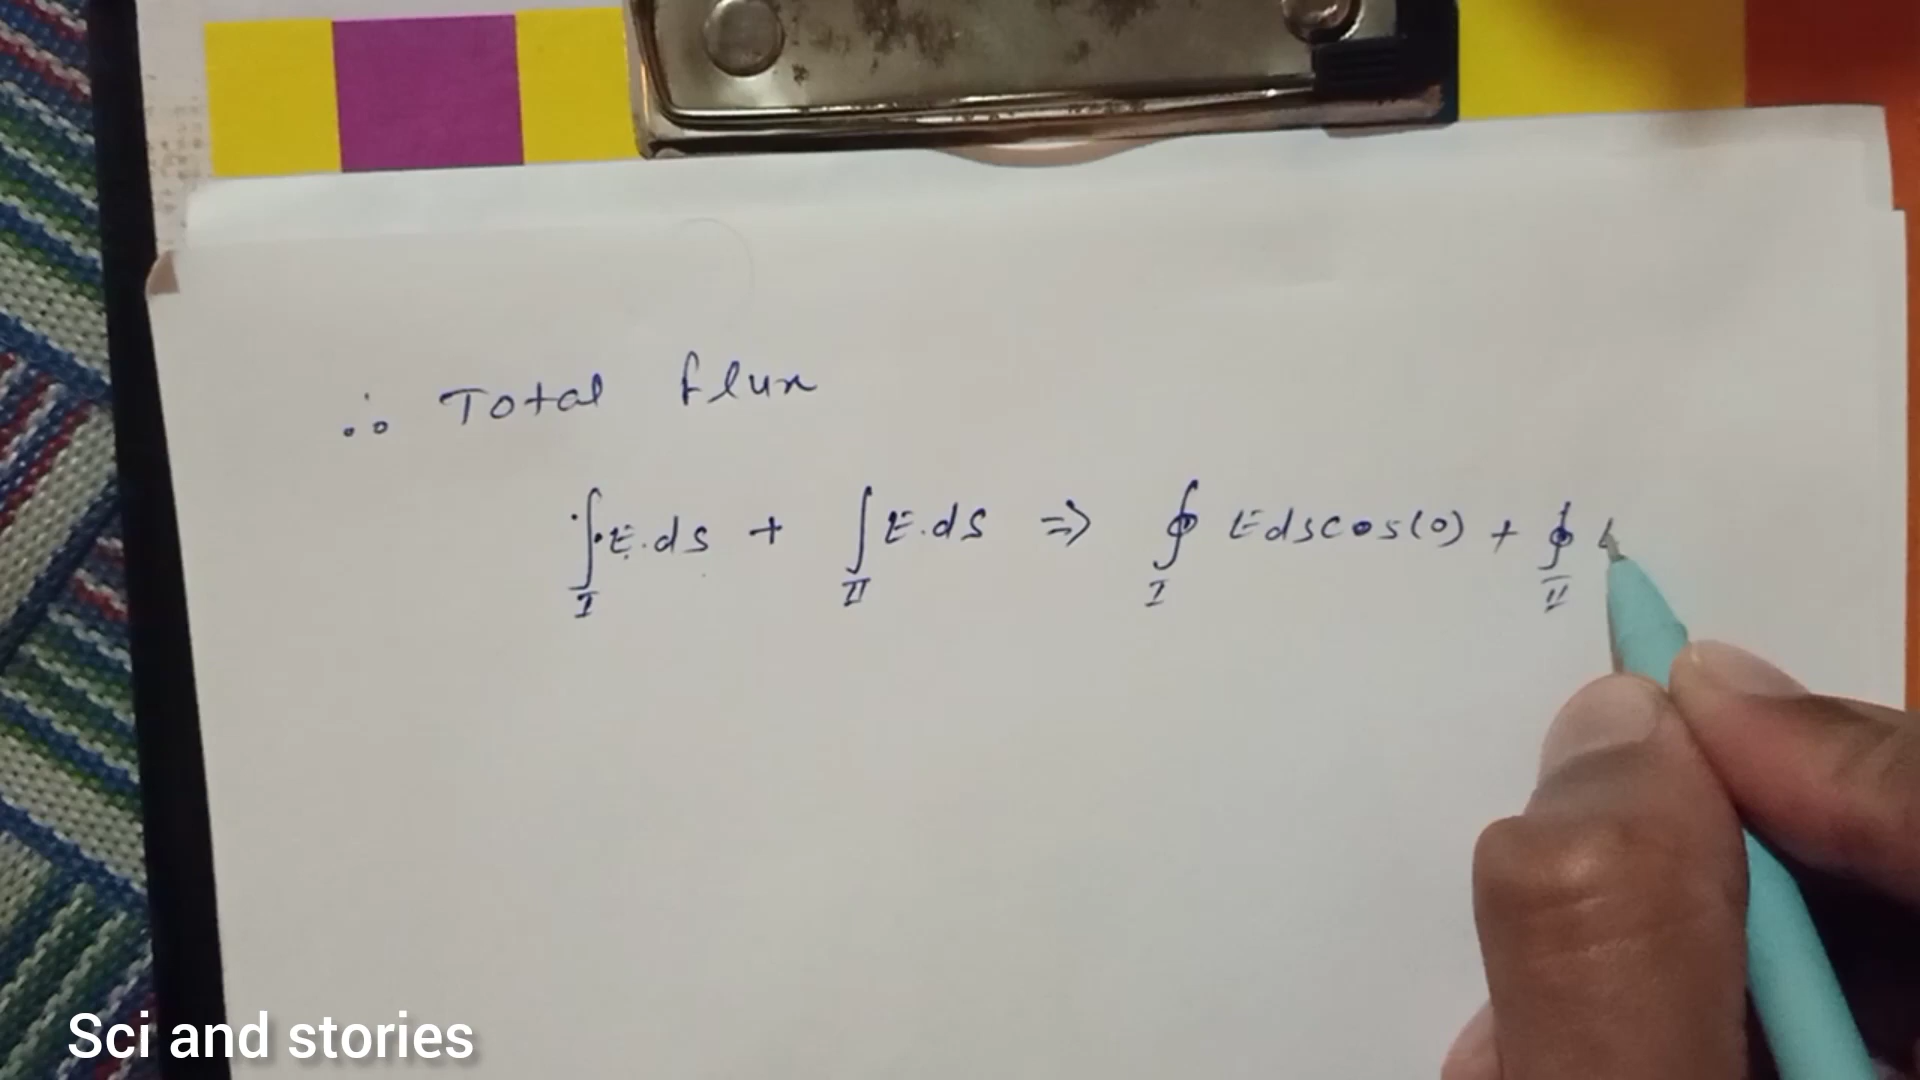 ∴ Total flux
∫E.ds + ∫E.ds ⇒ ∮ Edscos(0) + ∮
I II I II
Sci and stories